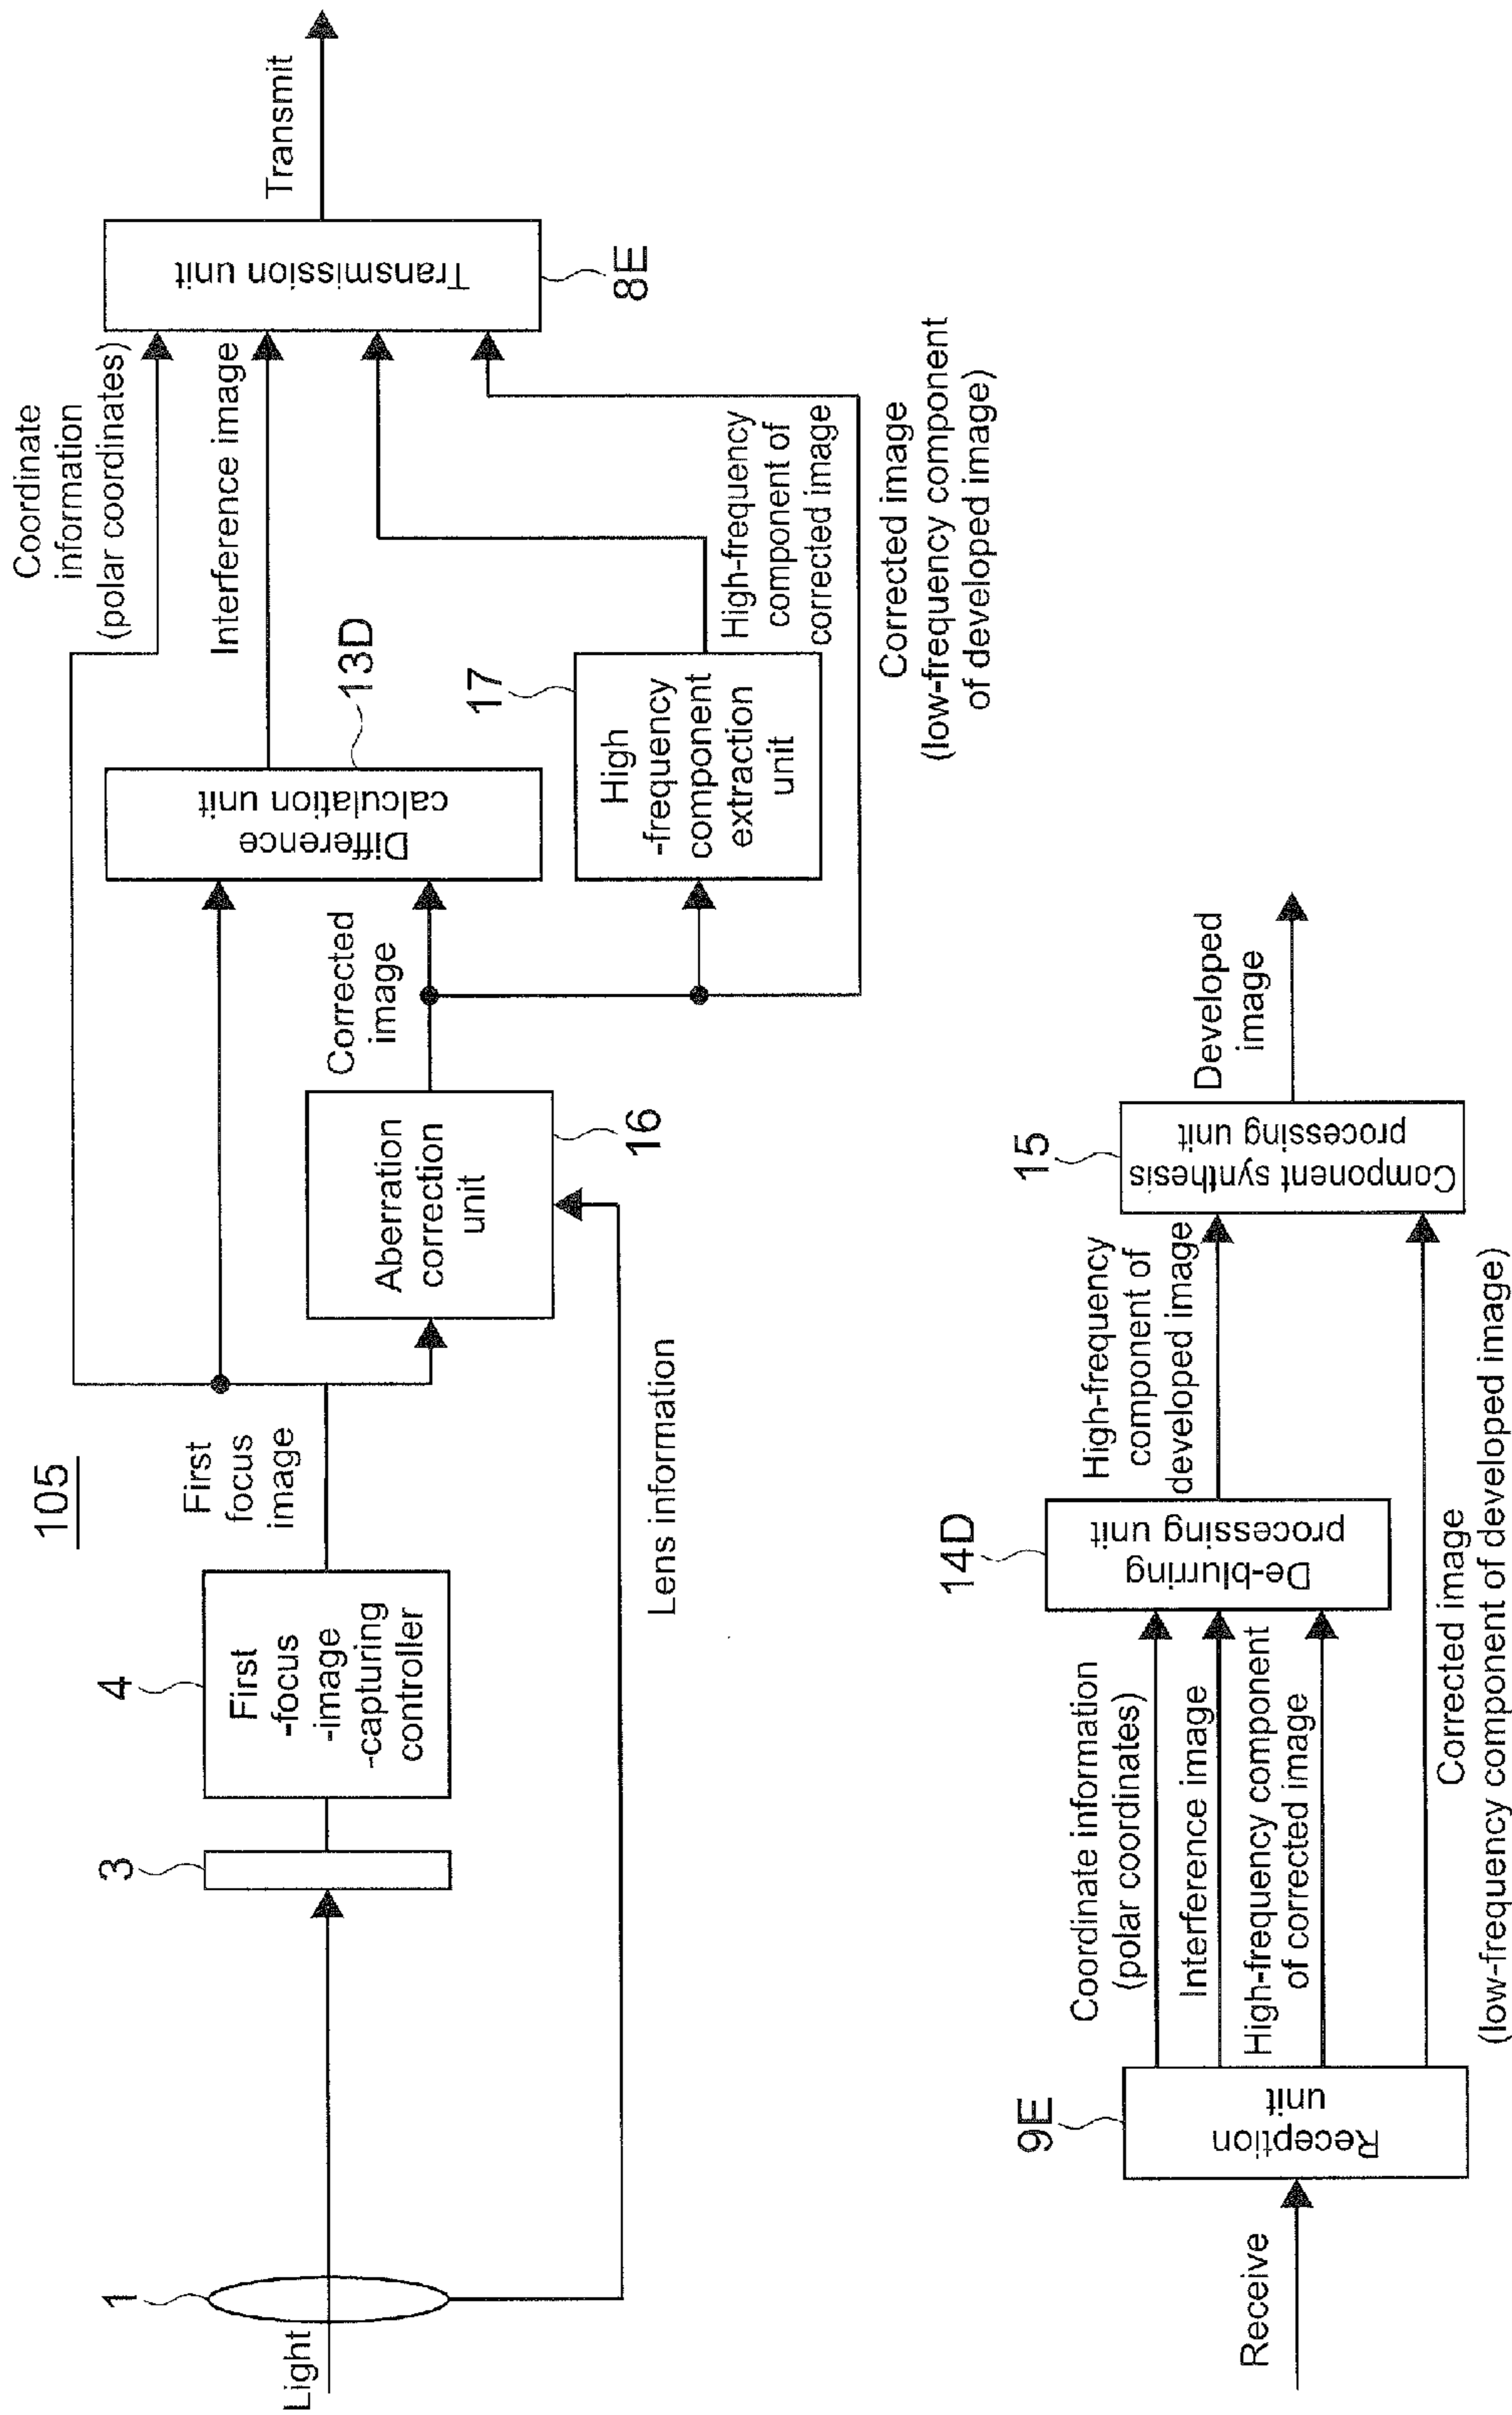 105
Light
1
3
4
First
-focus
-image
-capturing
controller
First
focus
image
Lens information
Aberration
correction
unit
16
Corrected
image
Difference
calculation unit
13D
High
-frequency
component
extraction
unit
17
Coordinate
information
(polar coordinates)
Interference image
High-frequency
component of
corrected image
Corrected image
(low-frequency component
of developed image)
Transmission unit
8E
Transmit
Receive
Reception
unit
9E
Coordinate information
(polar coordinates)
Interference image
High-frequency component
of corrected image
Corrected image
(low-frequency component of developed image)
De-blurring
processing unit
14D
High-frequency
component of
developed image
Component synthesis
processing unit
15
Developed
image